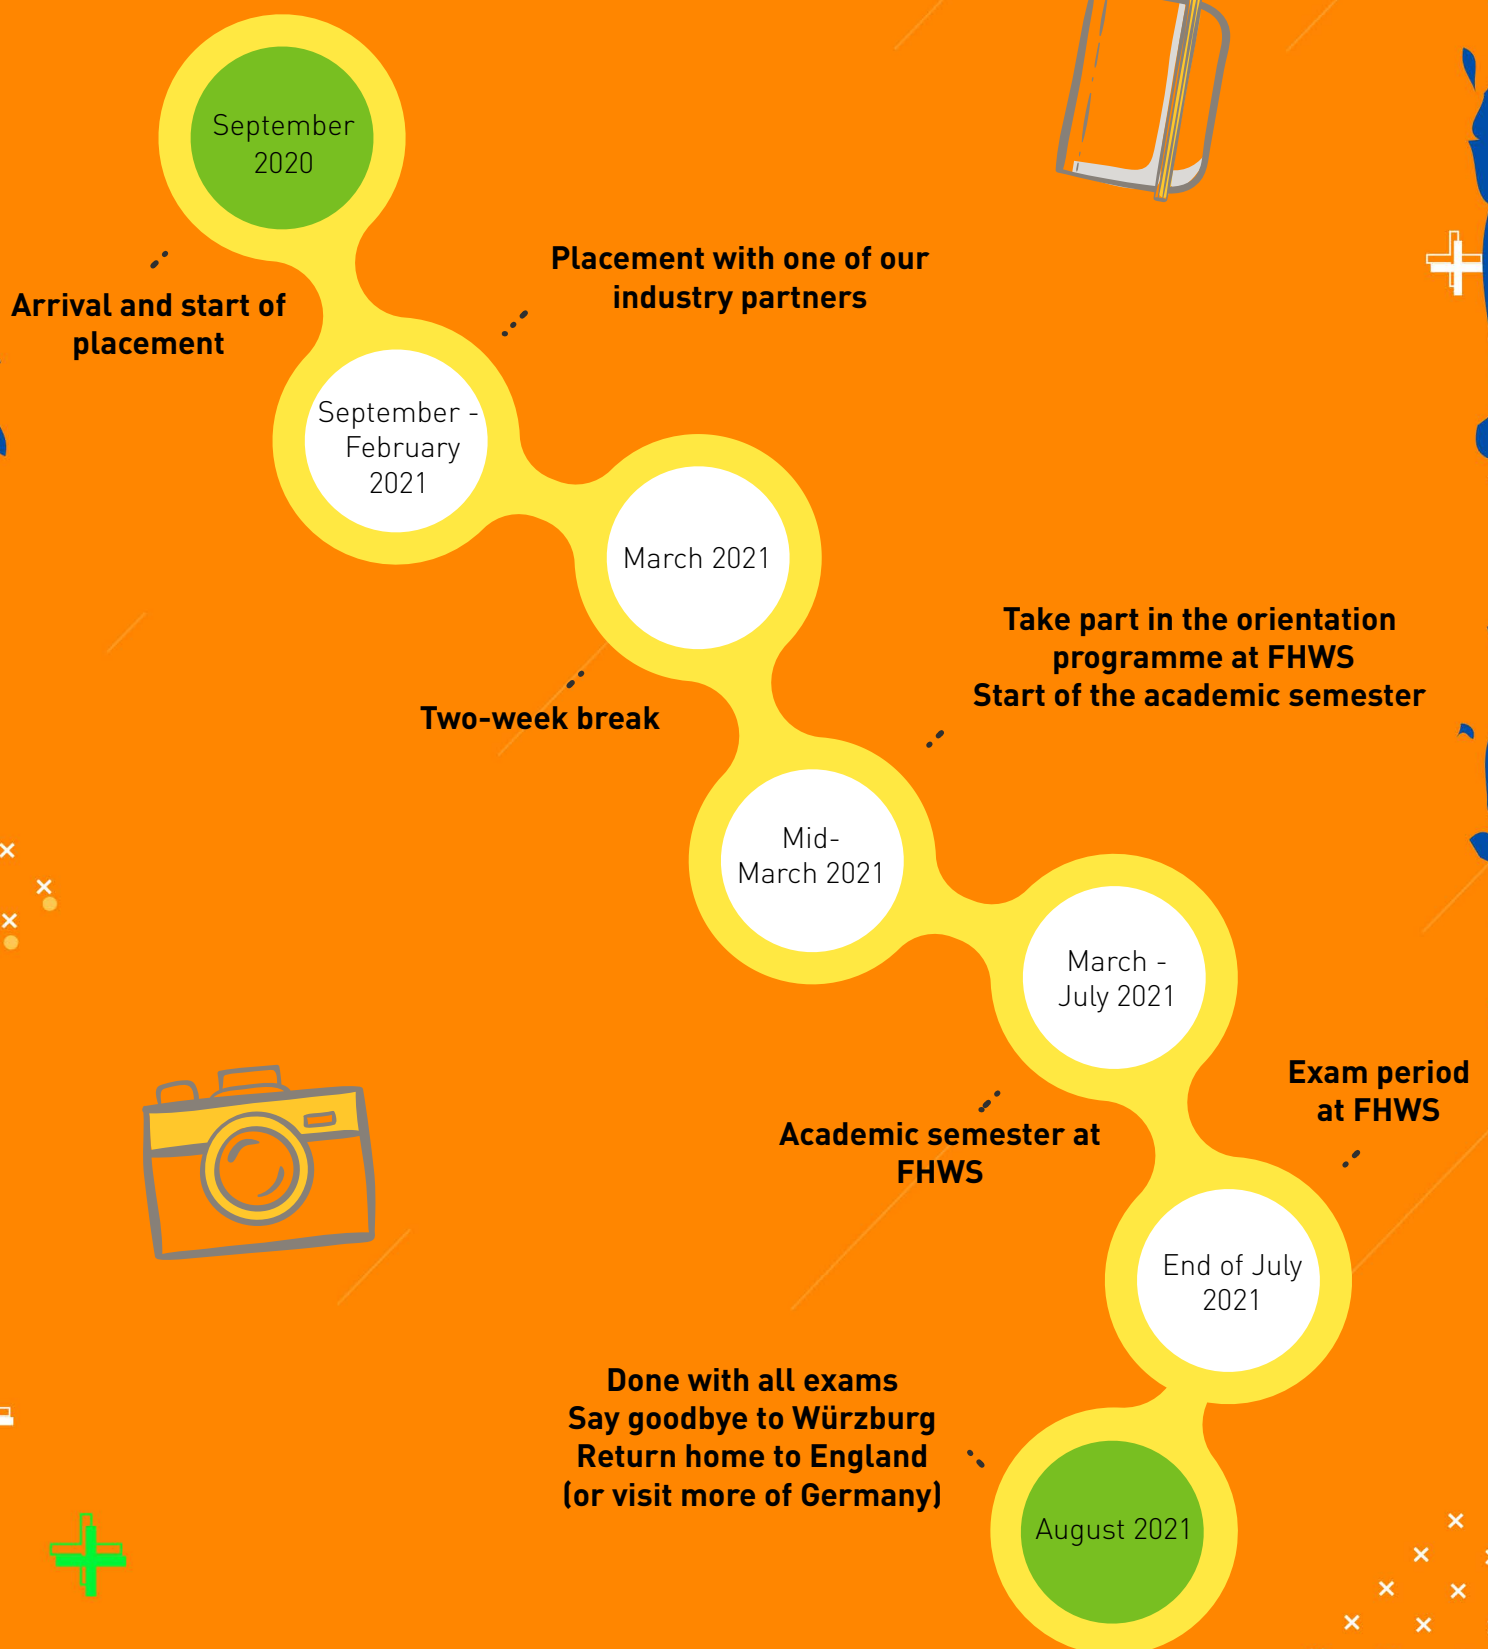 September
2020
Arrival and start of
placement
Placement with one of our
industry partners
September -
February
2021
March 2021
Two-week break
Take part in the orientation
programme at FHWS
Start of the academic semester
Mid-
March 2021
March -
July 2021
Academic semester at
FHWS
Exam period
at FHWS
End of July
2021
Done with all exams
Say goodbye to Würzburg
Return home to England
(or visit more of Germany)
August 2021